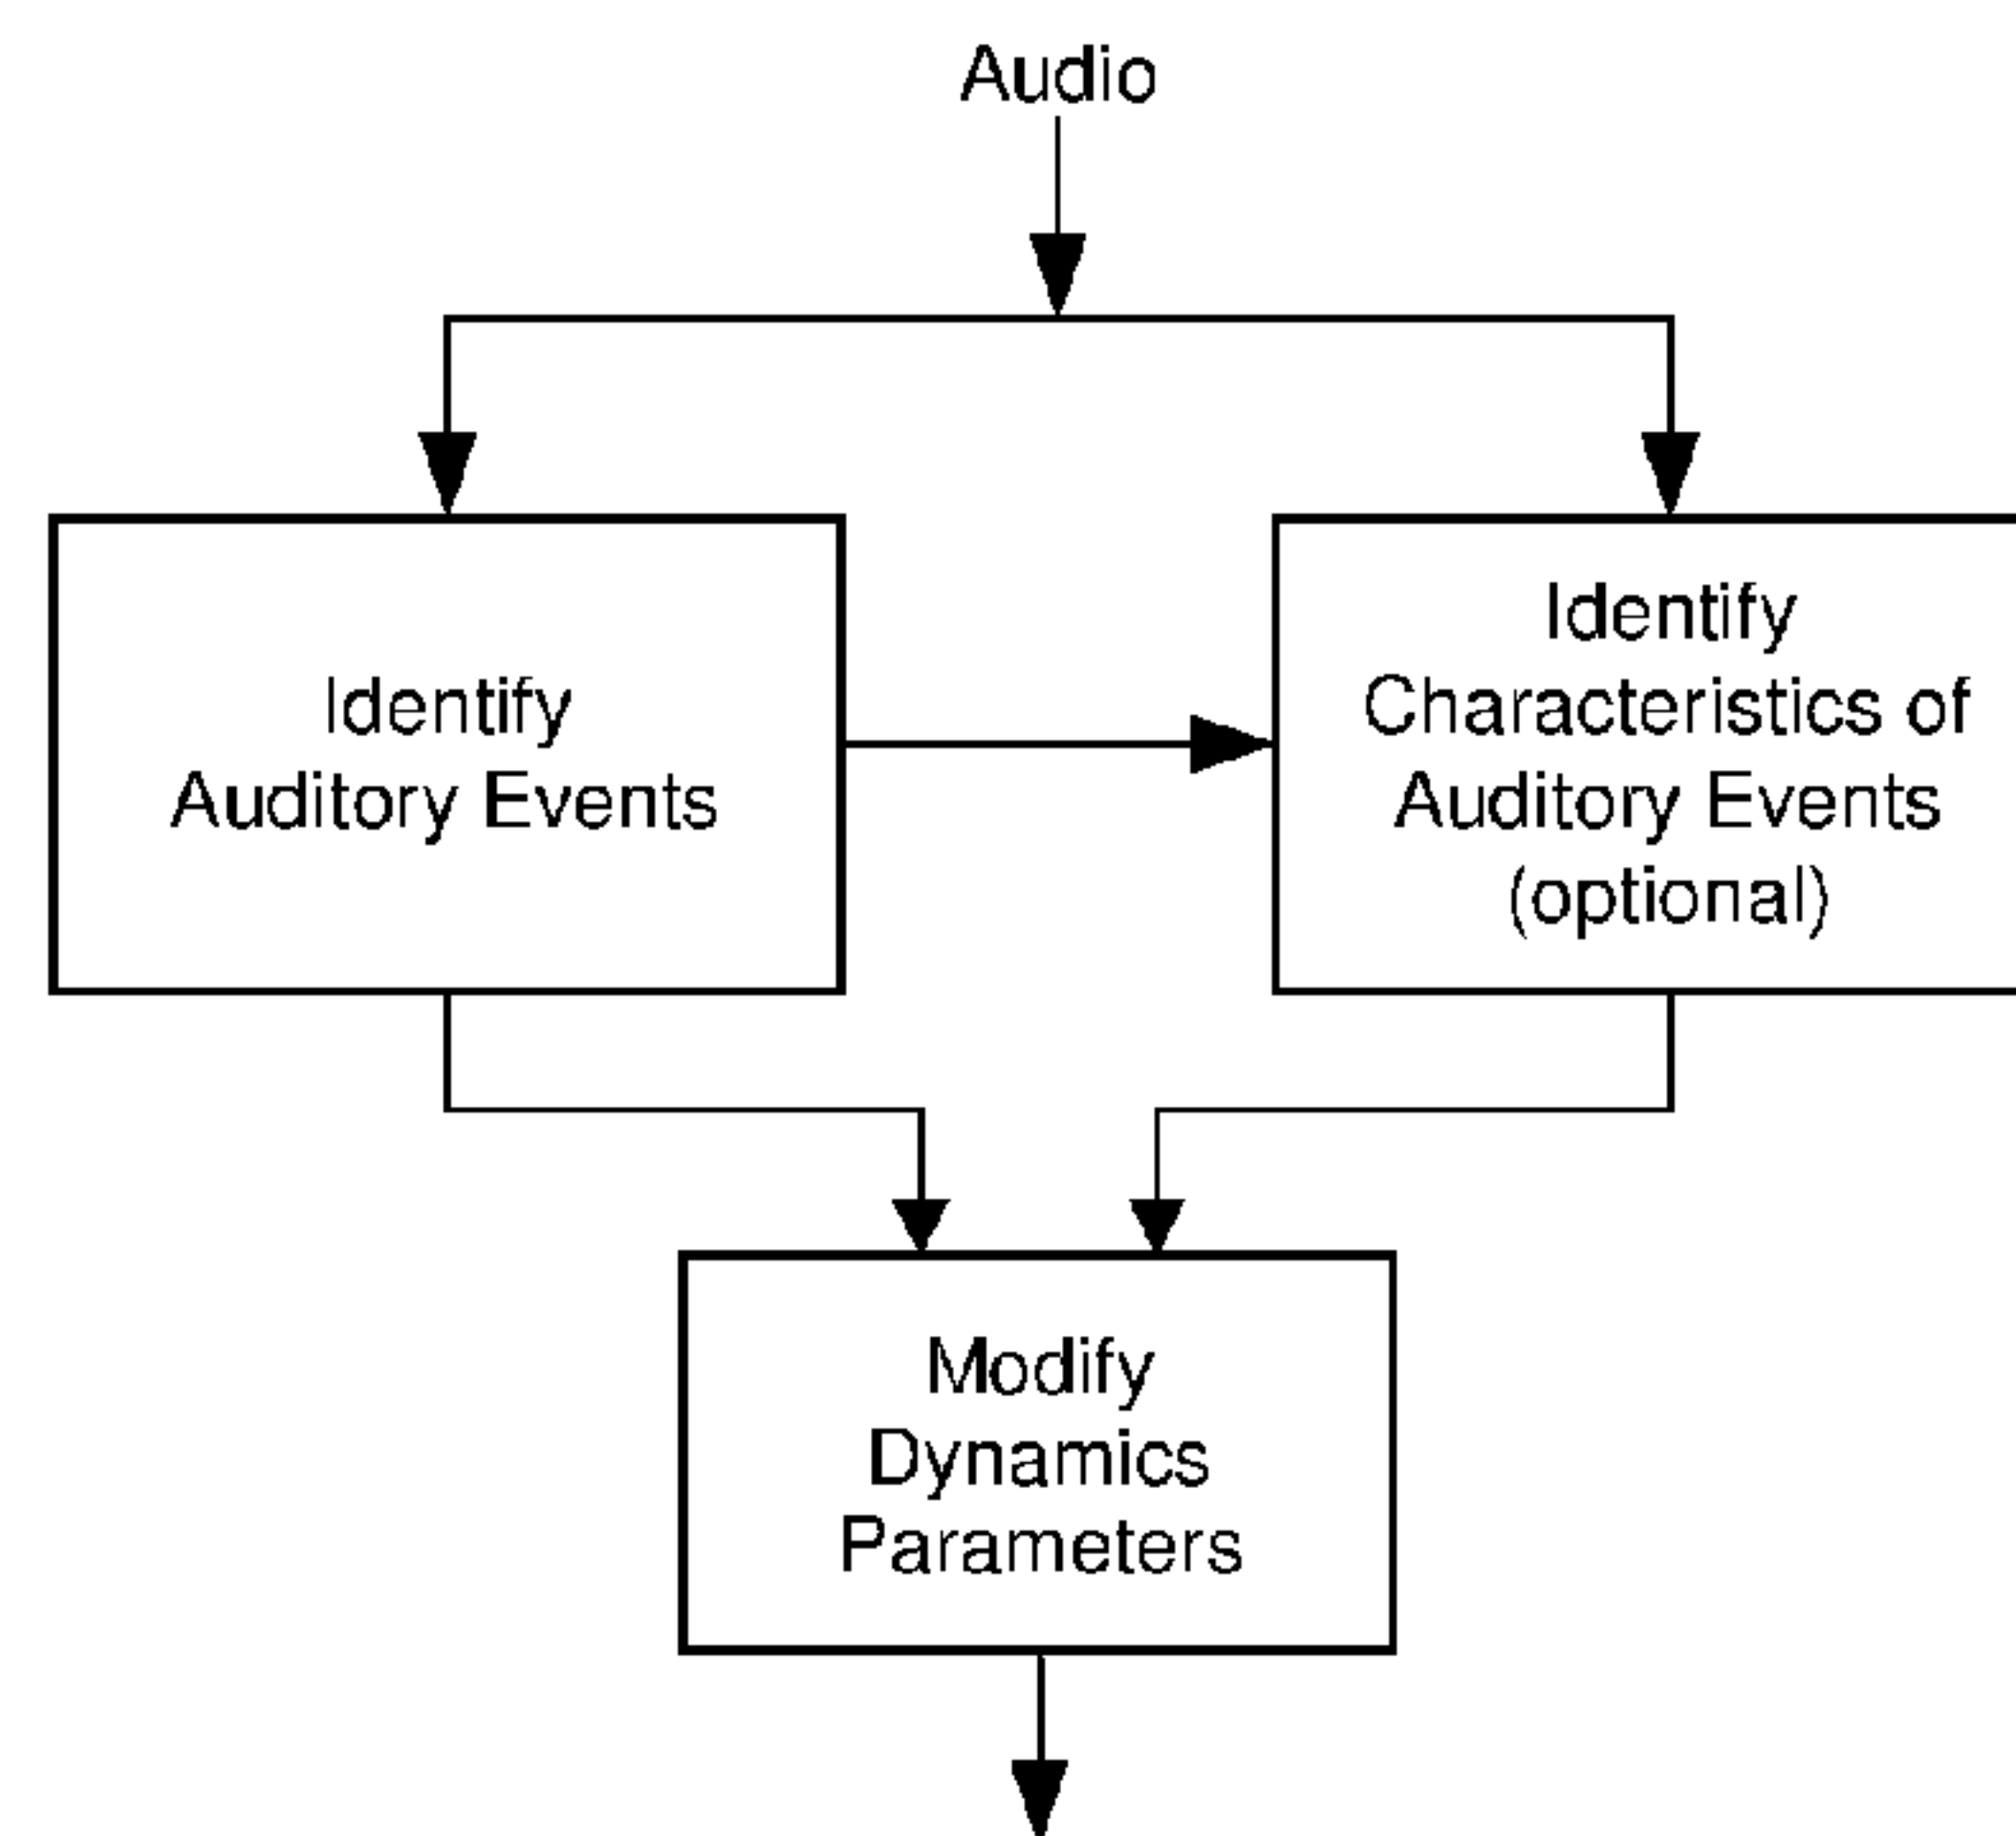 Audio
Identify
Auditory Events
Identify
Characteristics of
Auditory Events
(optional)
Modify
Dynamics
Parameters